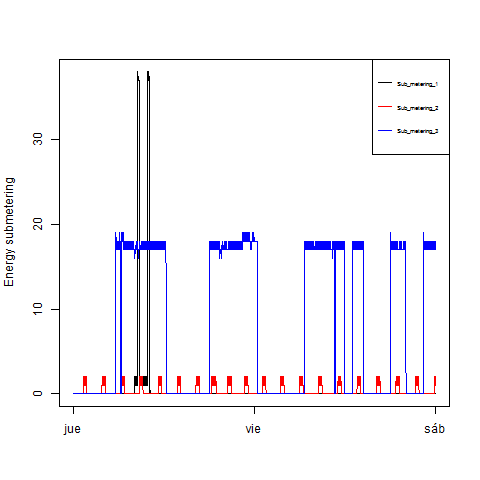 Sub_metering_1
Sub_metering_2
Sub_metering_3
Energy submetering
30
20
10
0
jue vie sáb